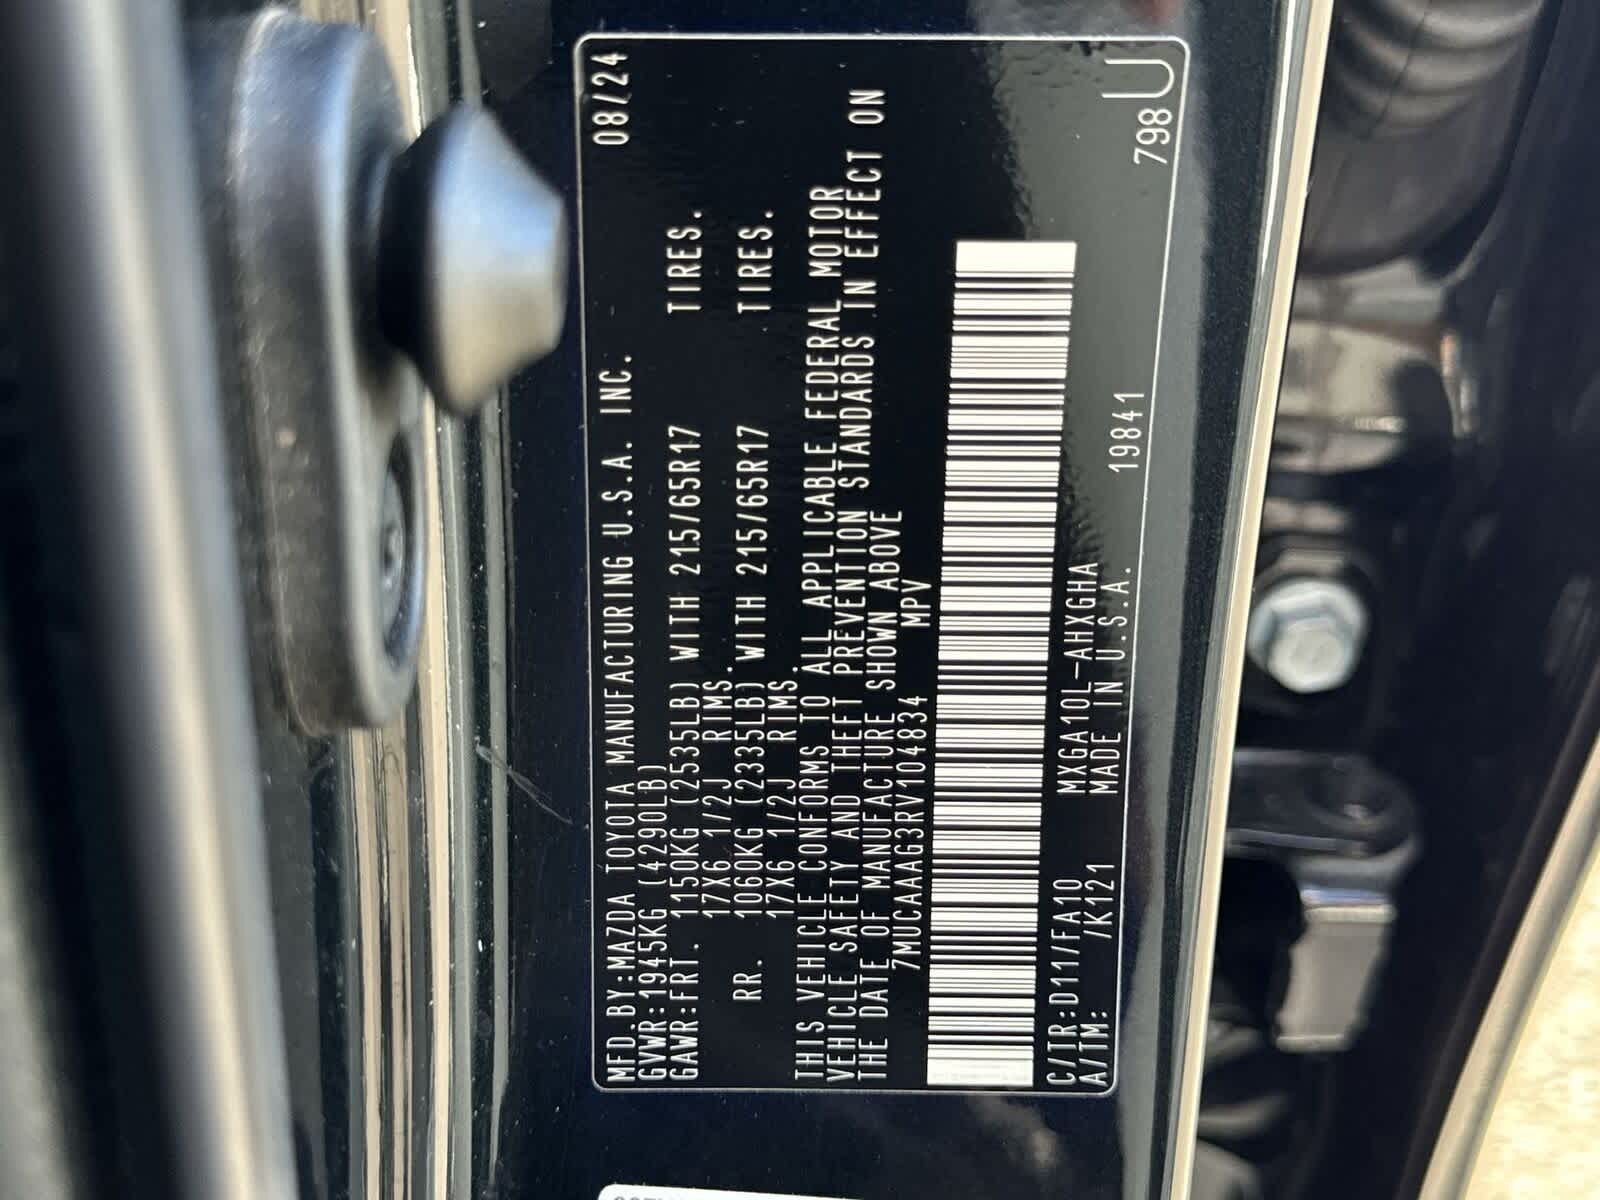 MFD.BY:MAZDA TOYOTA MANUFACTURING U.S.A. INC. 08/24
GVWR:1945KG (4290LB)
GAWR:FRT. 1150KG (2535LB) WITH 215/65R17 TIRES.
17X6 1/2J RIMS.
RR. 1060KG (2335LB) WITH 215/65R17 TIRES.
17X6 1/2J RIMS.
THIS VEHICLE CONFORMS TO ALL APPLICABLE FEDERAL MOTOR
VEHICLE SAFETY AND THEFT PREVENTION STANDARDS IN EFFECT ON
THE DATE OF MANUFACTURE SHOWN ABOVE
7MUCAAAG3RV104834 MPV
C/TR:D11/FA10 MXGA10L-AHXGHA
A/TM: /K121 MADE IN U.S.A. 19841
798U